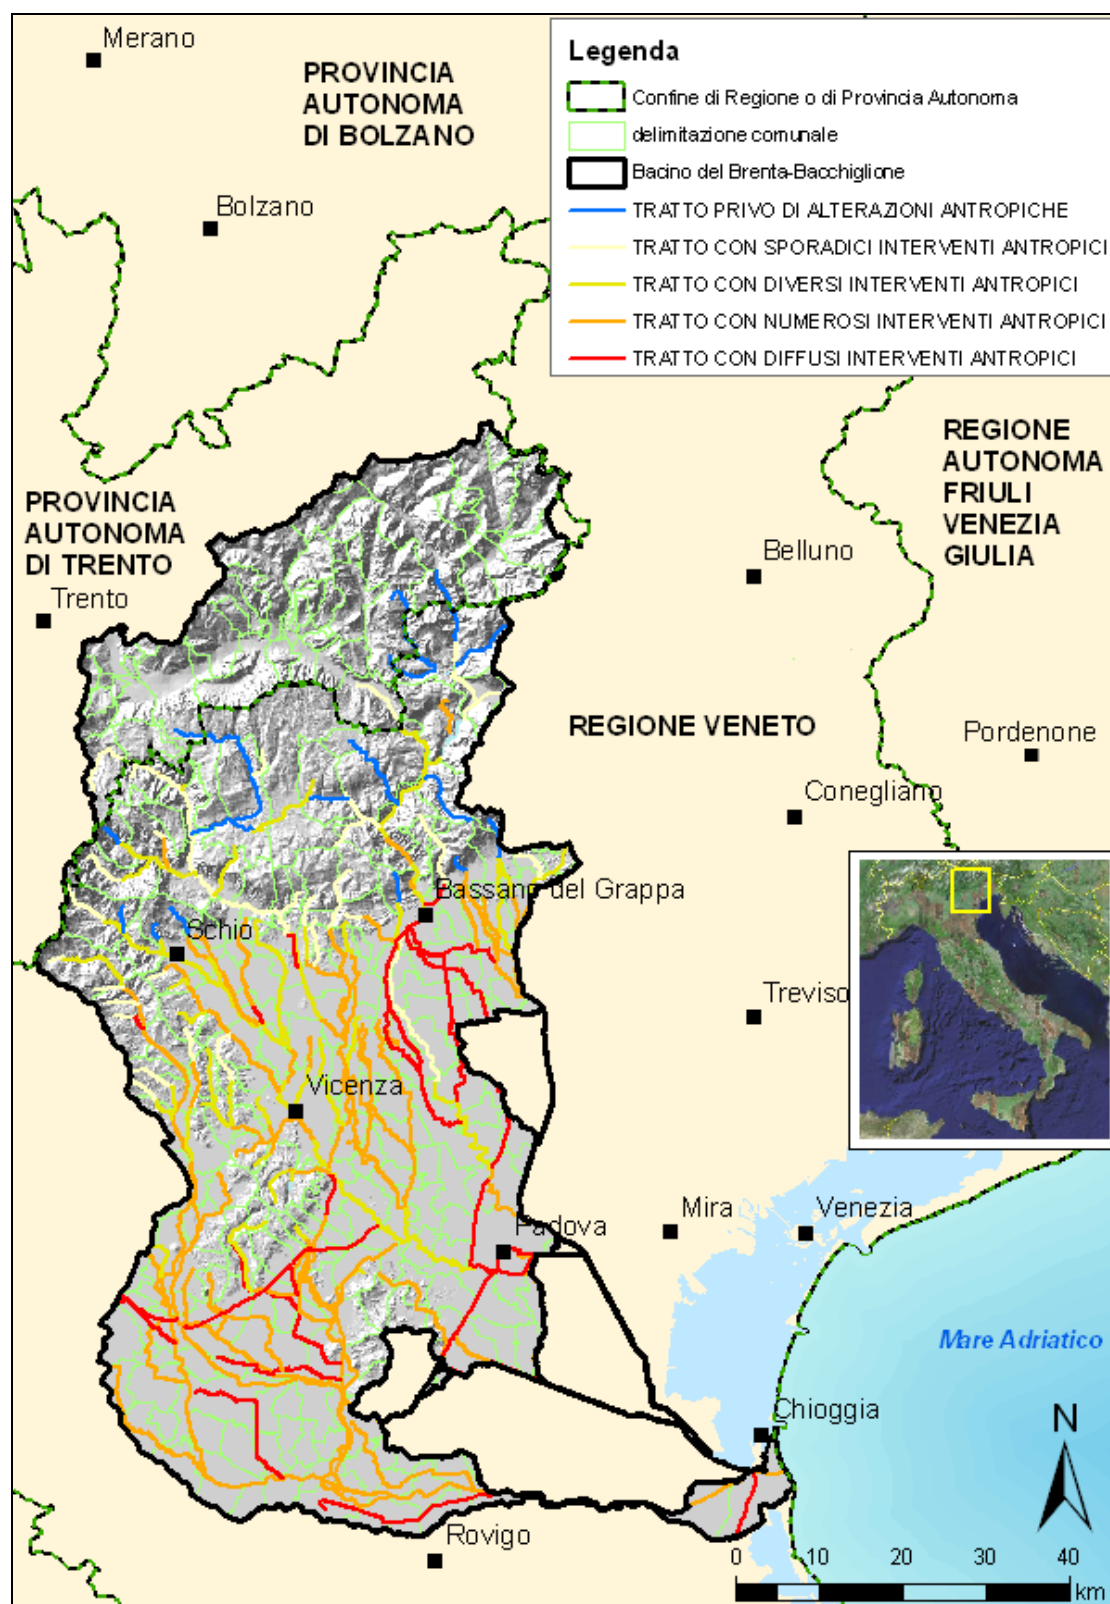 Merano
PROVINCIA
AUTONOMA
DI BOLZANO
Bolzano
Legenda
Confine di Regione o di Provincia Autonoma
delimitazione comunale
Bacino del Brenta-Bacchiglione
TRATTO PRIVO DI ALTERAZIONI ANTROPICHE
TRATTO CON SPORADICI INTERVENTI ANTROPICI
TRATTO CON DIVERSI INTERVENTI ANTROPICI
TRATTO CON NUMEROSI INTERVENTI ANTROPICI
TRATTO CON DIFFUSI INTERVENTI ANTROPICI
REGIONE
AUTONOMA
FRIULI
VENEZIA
GIULIA
PROVINCIA
AUTONOMA
DI TRENTO
Trento
Belluno
REGIONE VENETO
Pordenone
Conegliano
Bassano del Grappa
Schio
Treviso
Vicenza
Mira
Venezia
Padova
Mare Adriatico
Chioggia
N
Rovigo
0 10 20 30 40
km